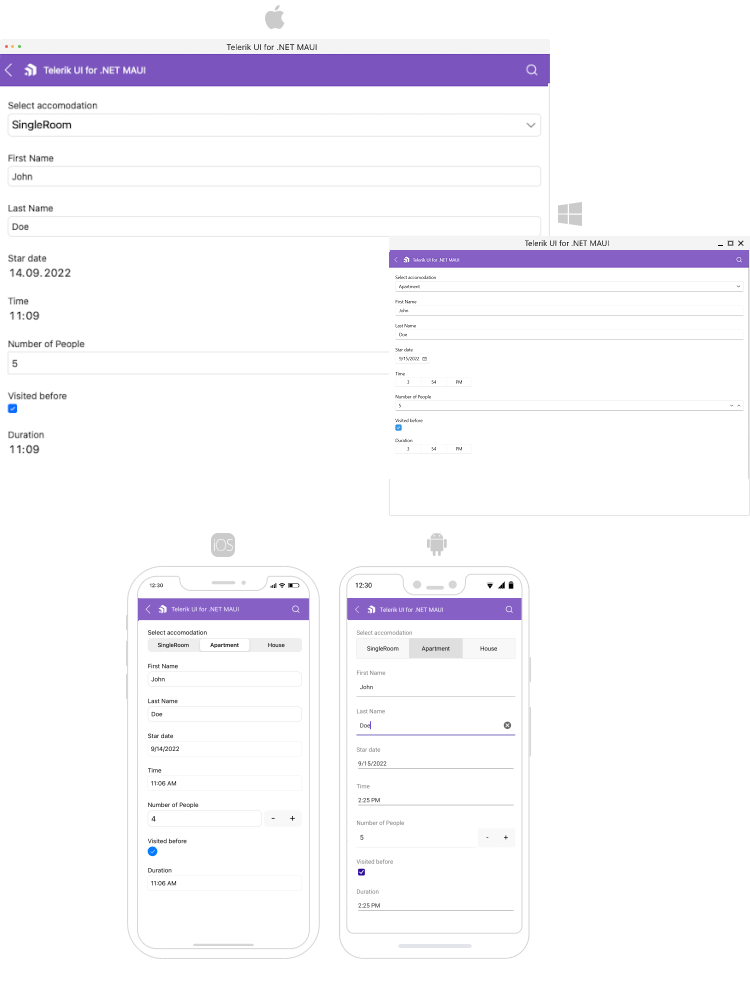 Telerik UI for .NET MAUI
Telerik UI for .NET MAUI
Select accomodation
SingleRoom
First Name
John
Last Name
Doe
Star date
14.09.2022
Time
11:09
Number of People
5
Visited before
Duration
11:09
Telerik UI for .NET MAUI
Telerik UI for .NET MAUI
Select accomodation
Apartment
First Name
John
Last Name
Doe
Star date
9/15/2022
Time
3 54 PM
Number of People
5
Visited before
Duration
3 54 PM
iOS
12:30
Telerik UI for .NET MAUI
Select accomodation
SingleRoom Apartment House
First Name
John
Last Name
Doe
Star date
9/14/2022
Time
11:06 AM
Number of People
4 - +
Visited before
Duration
11:06 AM
12:30
Telerik UI for .NET MAUI
Select accomodation
SingleRoom Apartment House
First Name
John
Last Name
Doe
Star date
9/15/2022
Time
2:25 PM
Number of People
5 - +
Visited before
Duration
2:25 PM